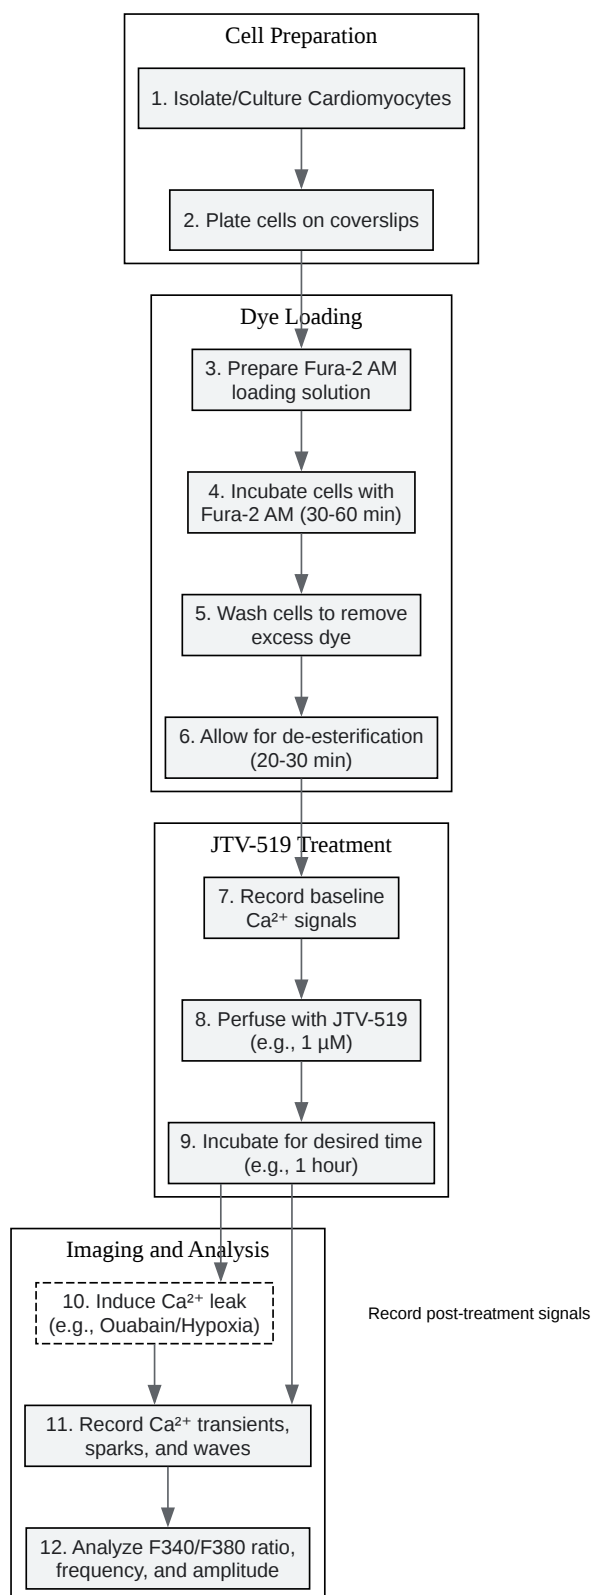 Cell Preparation
1. Isolate/Culture Cardiomyocytes
2. Plate cells on coverslips
Dye Loading
3. Prepare Fura-2 AM
loading solution
4. Incubate cells with
Fura-2 AM (30-60 min)
5. Wash cells to remove
excess dye
6. Allow for de-esterification
(20-30 min)
JTV-519 Treatment
7. Record baseline
Ca²⁺ signals
8. Perfuse with JTV-519
(e.g., 1 µM)
9. Incubate for desired time
(e.g., 1 hour)
Imaging and Analysis
10. Induce Ca²⁺ leak
(e.g., Ouabain/Hypoxia)
Record post-treatment signals
11. Record Ca²⁺ transients,
sparks, and waves
12. Analyze F340/F380 ratio,
frequency, and amplitude